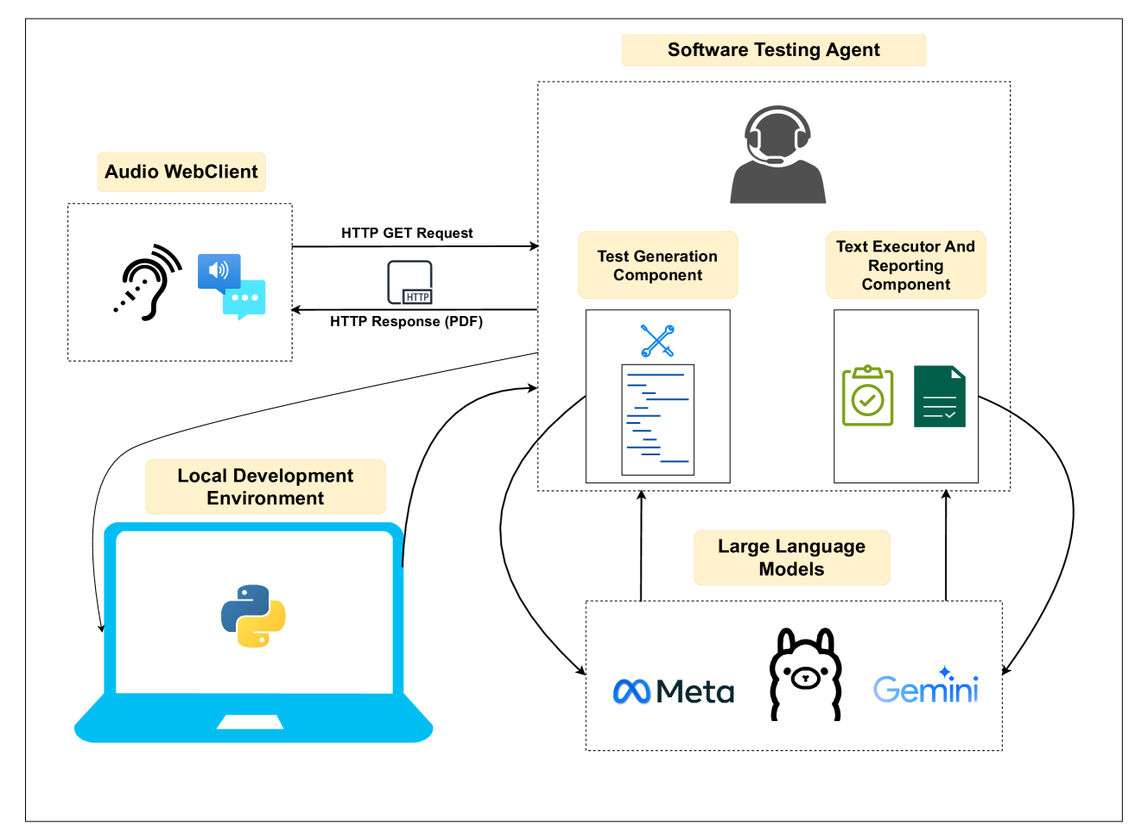 Software Testing Agent
Audio WebClient
HTTP GET Request
HTTP
HTTP Response (PDF)
Test Generation
Component
Text Executor And
Reporting
Component
Local Development
Environment
Large Language
Models
Meta
Gemini